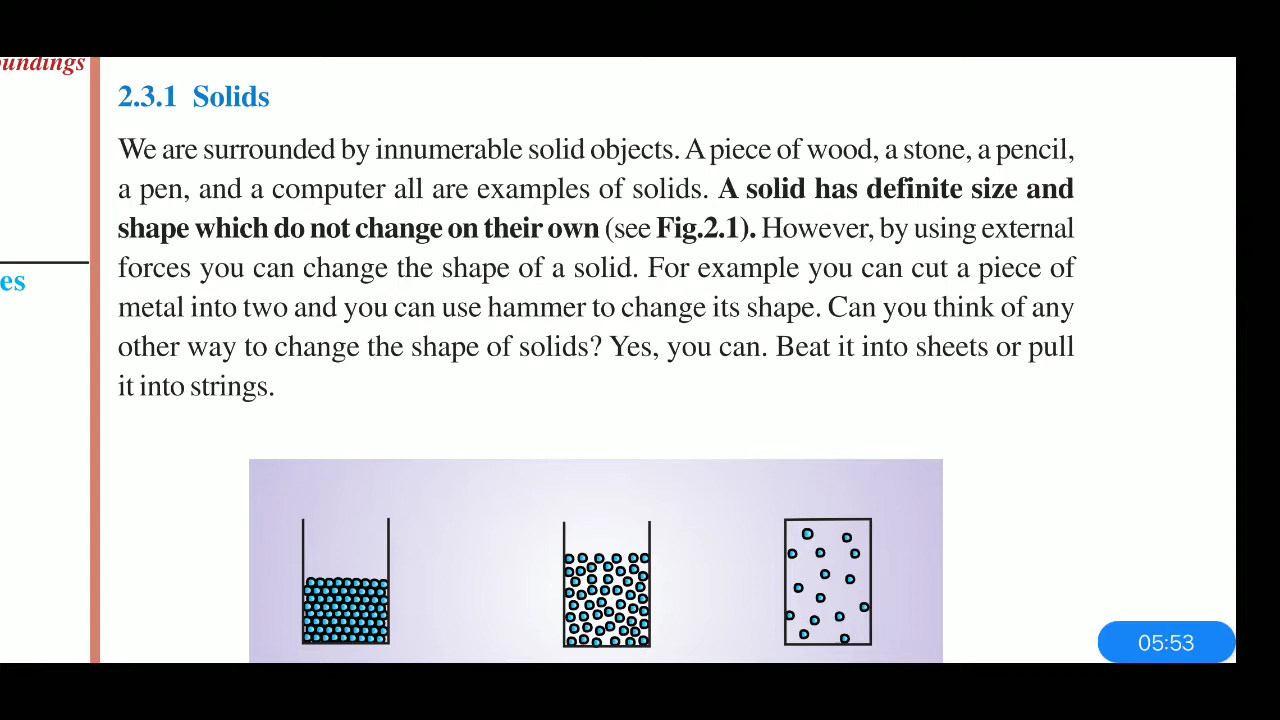 oundings
2.3.1 Solids
We are surrounded by innumerable solid objects. A piece of wood, a stone, a pencil,
a pen, and a computer all are examples of solids. A solid has definite size and
shape which do not change on their own (see Fig.2.1). However, by using external
forces you can change the shape of a solid. For example you can cut a piece of
metal into two and you can use hammer to change its shape. Can you think of any
other way to change the shape of solids? Yes, you can. Beat it into sheets or pull
it into strings.
es
05:53